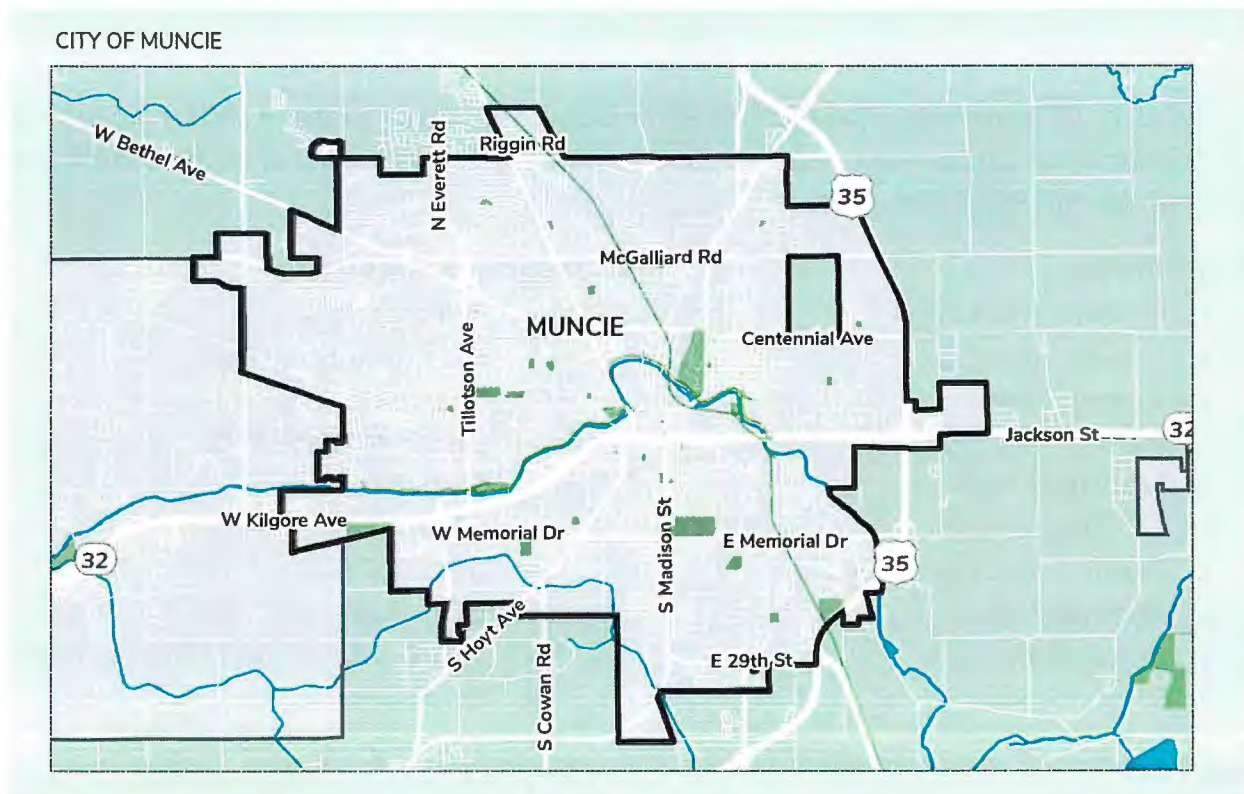 CITY OF MUNCIE
W Bethel Ave
N Everett Rd
Riggin Rd
35
McGalliard Rd
MUNCIE
Centennial Ave
Tillotson Ave
Jackson St
32
W Kilgore Ave
W Memorial Dr
S Madison St
E Memorial Dr
32
35
S Hoyt Ave
S Cowan Rd
E 29th St